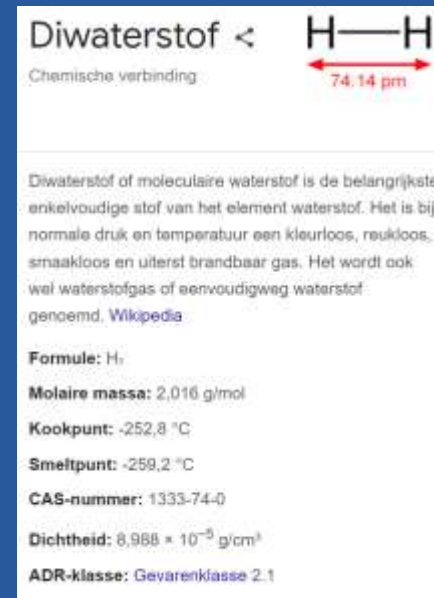 Diwaterstof
H—H
74.14 pm
Chemische verbinding
Diwaterstof of moleculaire waterstof is de belangrijkste
enkelvoudige stof van het element waterstof. Het is bij
normale druk en temperatuur een kleurloos, reukloos,
smaakloos en uiterst brandbaar gas. Het wordt ook
wel waterstofgas of eenvoudigweg waterstof
genoemd. Wikipedia
Formule: H₂
Molaire massa: 2,016 g/mol
Kookpunt: -252,8 °C
Smeltpunt: -259,2 °C
CAS-nummer: 1333-74-0
Dichtheid: 8,988 × 10⁻⁵ g/cm³
ADR-klasse: Gevarenklasse 2.1